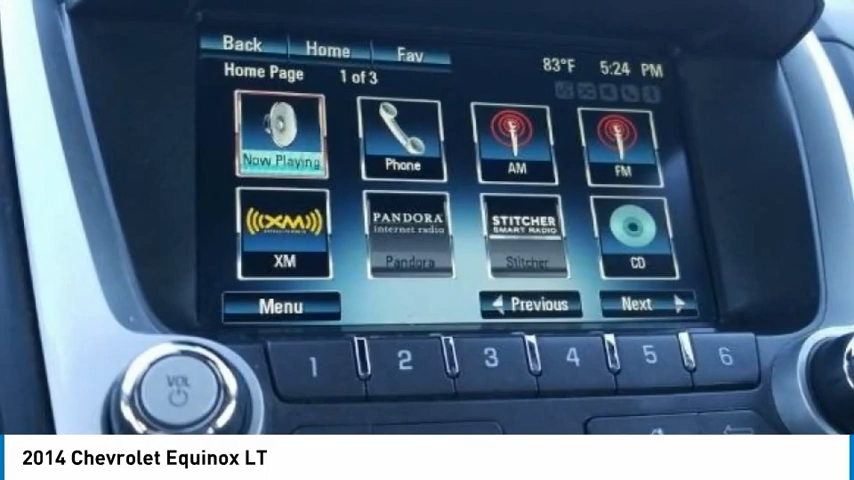 Back Home Fav
83°F 5:24 PM
Home Page 1 of 3
Now Playing Phone AM FM
XM
PANDORA
internet radio
STITCHER
SMART RADIO
XM Pandora Stitcher CD
Menu Previous Next
1 2 3 4 5 6
VOL
2014 Chevrolet Equinox LT